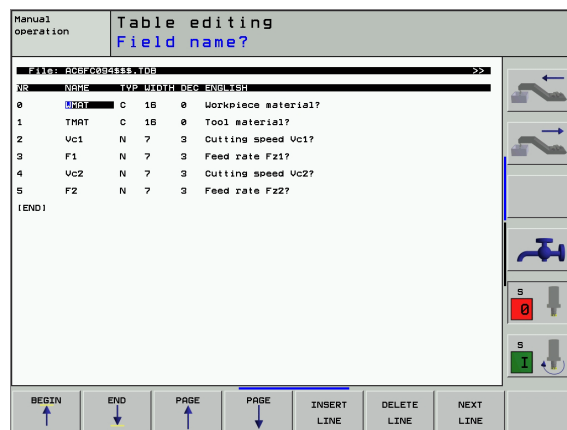 Manual
operation
Table editing
Field name?
File: AC6FC094$$$.TDB >>
NR NAME TYP WIDTH DEC ENGLISH
0 WMAT C 16 0 Workpiece material?
1 TMAT C 16 0 Tool material?
2 Vc1 N 7 3 Cutting speed Vc1?
3 F1 N 7 3 Feed rate Fz1?
4 Vc2 N 7 3 Cutting speed Vc2?
5 F2 N 7 3 Feed rate Fz2?
[END]
S
0
S
I
BEGIN
END
PAGE
PAGE
INSERT
LINE
DELETE
LINE
NEXT
LINE